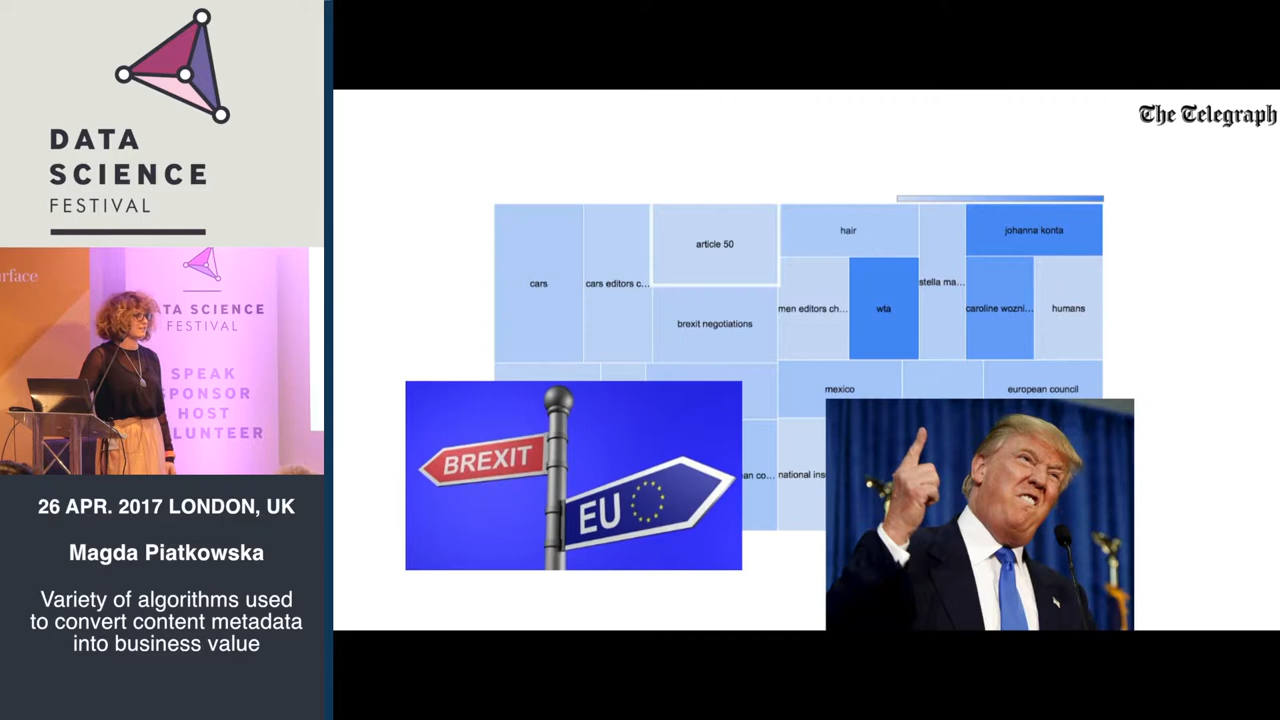 DATA
SCIENCE
FESTIVAL
rface
DATA SCIENCE
FESTIVAL
SPEAK
SPONSOR
HOST
VOLUNTEER
26 APR. 2017 LONDON, UK
Magda Piatkowska
Variety of algorithms used
to convert content metadata
into business value
The Telegraph
cars
cars editors c...
article 50
brexit negotiations
hair
men editors ch...
wta
stella ma...
johanna konta
caroline wozni...
humans
mexico
european council
an co...
national ins
BREXIT
EU